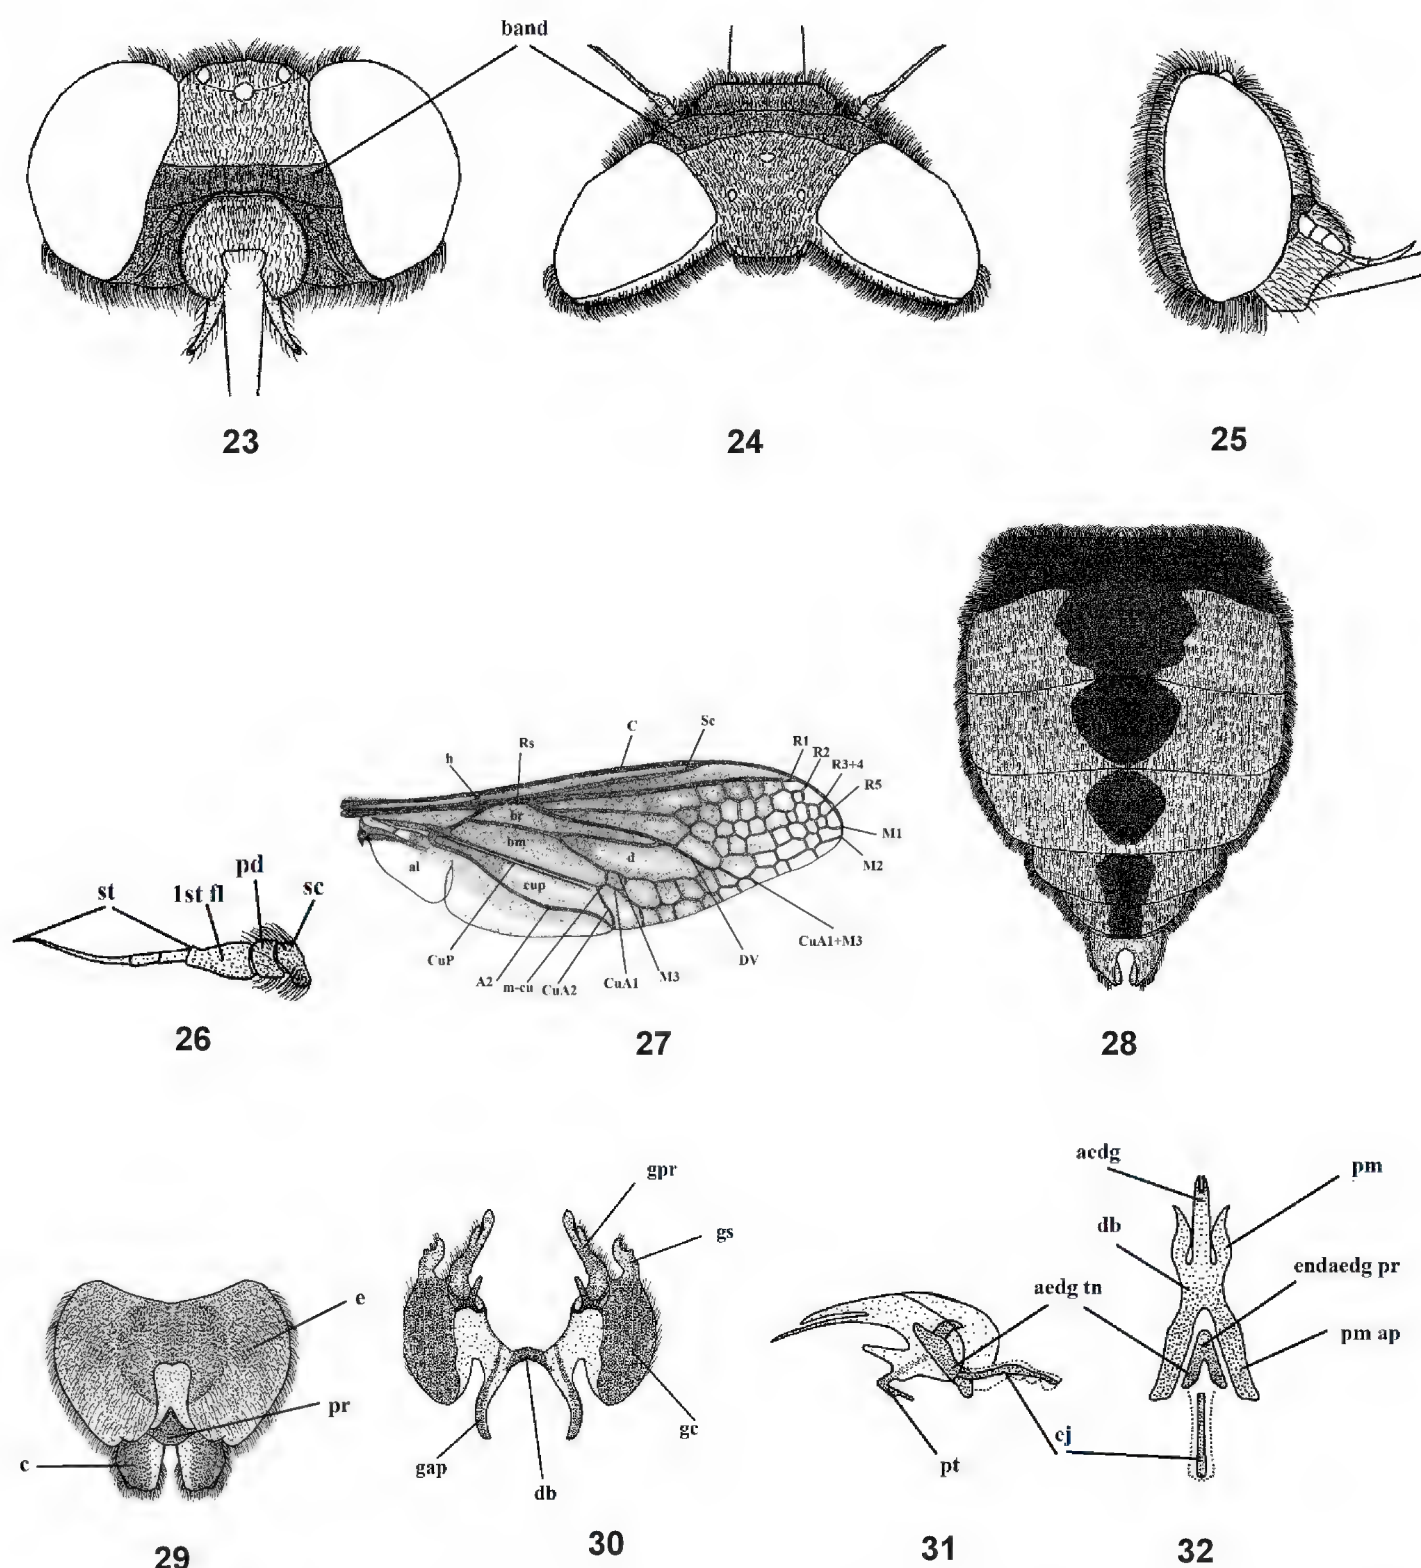 band
23
24
25
C
Sc
Rs
h
R1
R2
R3+4
R5
M1
M2
br
bm
d
al
cup
CuP
A2
m-cu
CuA2
CuA1
M3
DV
CuA1+M3
27
st
1st fl
pd
sc
26
28
e
pr
c
29
gpr
gs
gc
gap
db
30
aedg tn
pt
ej
31
aedg
pm
db
endaedg pr
pm ap
32